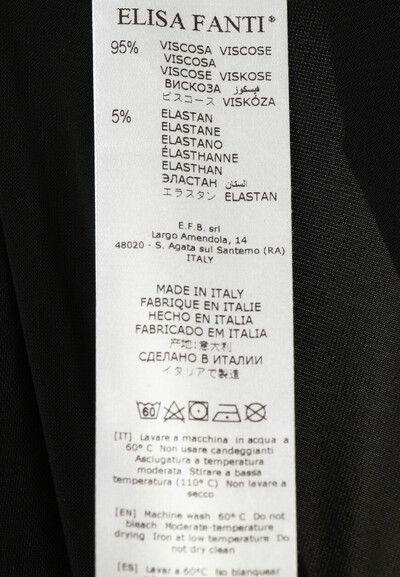 ELISA FANTI®
95% VISCOSA VISCOSE
VISCOSA
VISCOSE VISKOSE
ВИСКОЗА فيسكوز
ビスコース VISKÓZA
5% ELASTAN
ELASTANE
ELASTANO
ÉLASTHANNE
ELASTHAN
ЭЛАСТАН
エラスタン ELASTAN
E.F.B. srl
Largo Amendola, 14
48020 - S. Agata sul Santerno (RA)
ITALY
MADE IN ITALY
FABRIQUE EN ITALIE
HECHO EN ITALIA
FABRICADO EM ITALIA
产地:意大利
СДЕЛАНО В ИТАЛИИ
イタリアで製造
60
[IT] Lavare a macchina in acqua a
60° C Non usare candeggianti
Asciugatura a temperatura
moderata Stirare a bassa
temperatura (110° C) Non lavare a
secco
[EN] Machine wash 60° C Do not
bleach Moderate-temperature
drying Iron at low temperature Do
not dry clean
[ES] Lavar a 60°C No blanquear